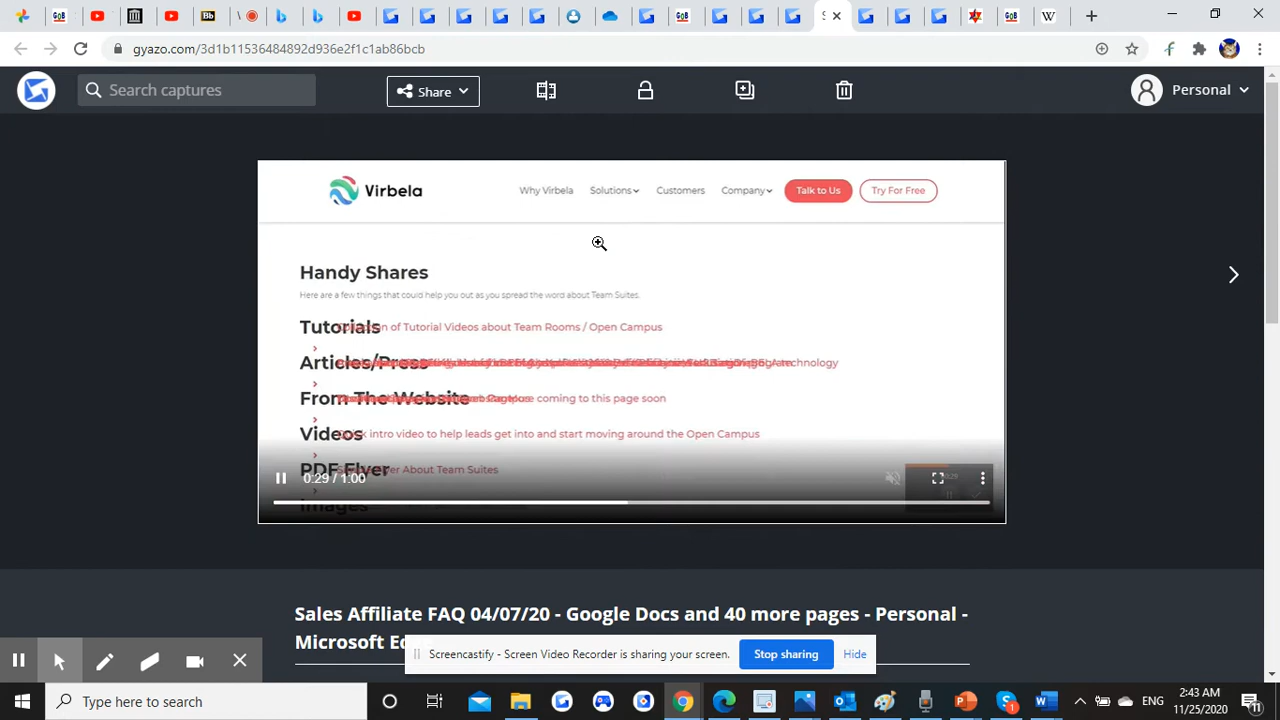 gyazo.com/3d1b11536484892d936e2f1c1ab86bcb
Search captures
Share
Personal
Virbela
Why Virbela
Solutions
Customers
Company
Talk to Us
Try For Free
Handy Shares
Here are a few things that could help you out as you spread the word about Team Suites.
Tutorials
of Tutorial Videos about Team Rooms / Open Campus
Articles/Press
technology
From The Website
coming to this page soon
Videos
intro video to help leads get into and start moving around the Open Campus
PDF Flyer
About Team Suites
Images
0:29 / 1:00
Sales Affiliate FAQ 04/07/20 - Google Docs and 40 more pages - Personal -
Microsoft
Screencastify - Screen Video Recorder is sharing your screen.
Stop sharing
Hide
Type here to search
ENG
2:43 AM
11/25/2020